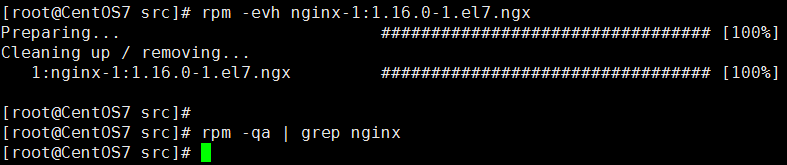 [root@CentOS7 src]# rpm -evh nginx-1:1.16.0-1.el7.ngx
Preparing...                          ################################# [100%]
Cleaning up / removing...
   1:nginx-1:1.16.0-1.el7.ngx         ################################# [100%]
[root@CentOS7 src]#
[root@CentOS7 src]# rpm -qa | grep nginx
[root@CentOS7 src]#